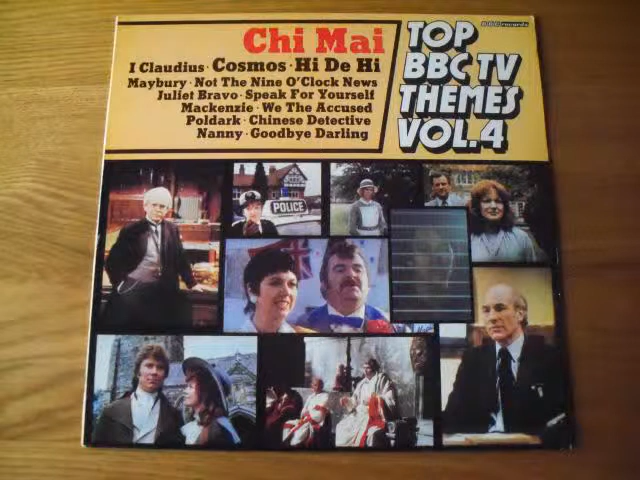 BBC records
Chi Mai
I Claudius · Cosmos · Hi De Hi
Maybury · Not The Nine O'Clock News
Juliet Bravo · Speak For Yourself
Mackenzie · We The Accused
Poldark · Chinese Detective
Nanny · Goodbye Darling
TOP
BBC TV
THEMES
VOL.4
POLICE